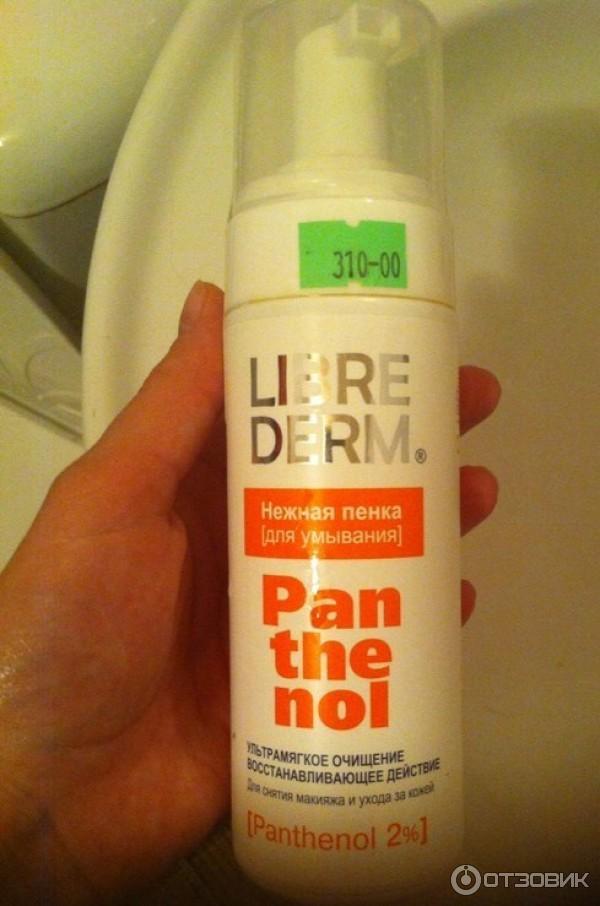 310-00
LIBRE
DERM®
Нежная пенка
[для умывания]
Pan
the
nol
УЛЬТРАМЯГКОЕ ОЧИЩЕНИЕ
ВОССТАНАВЛИВАЮЩЕЕ ДЕЙСТВИЕ
Для снятия макияжа и ухода за кожей
[Panthenol 2%]
ОТЗОВИК